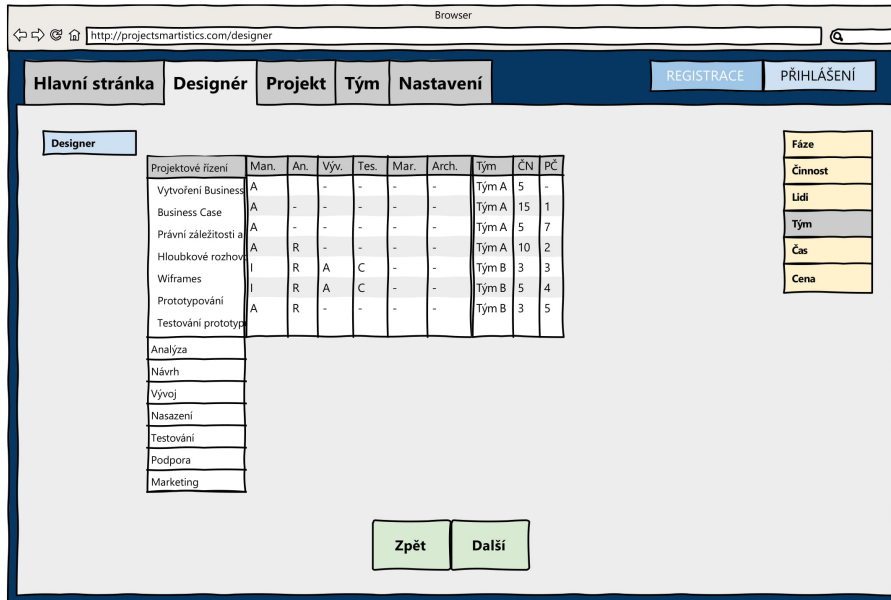 Browser
http://projectsmartistics.com/designer
Hlavní stránka Designér Projekt Tým Nastavení REGISTRACE PŘIHLÁŠENÍ
Designer
Projektové řízení Man. An. Výv. Tes. Mar. Arch. Tým ČN PČ
Vytvoření Business A - - - - Tým A 5 -
Business Case A - - - - - Tým A 15 1
Právní záležitosti a A - - - - - Tým A 5 7
Hloubkové rozhov A R - - - - Tým A 10 2
Wiframes I R A C - - Tým B 3 3
Prototypování I R A C - - Tým B 5 4
Testování prototyp A R - - - - Tým B 3 5
Analýza
Návrh
Vývoj
Nasazení
Testování
Podpora
Marketing
Fáze
Činnost
Lidi
Tým
Čas
Cena
Zpět Další